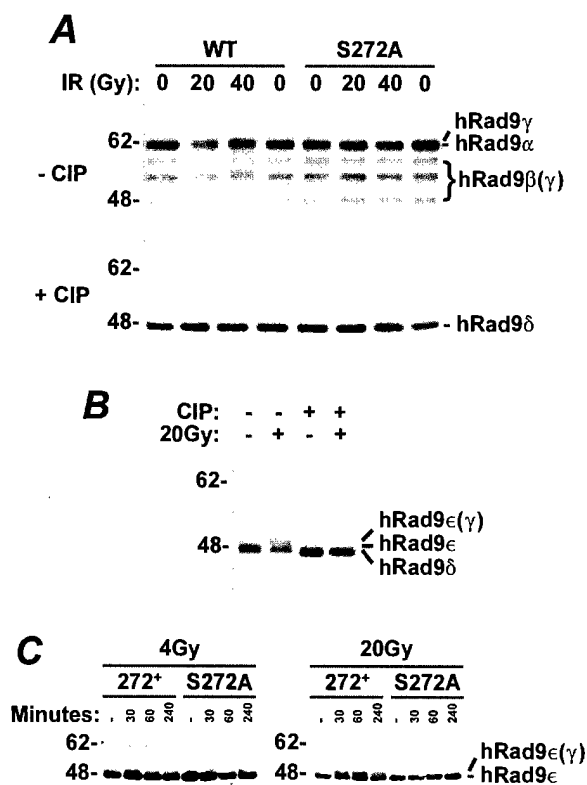 A
WT S272A
IR (Gy): 0 20 40 0 0 20 40 0
hRad9γ
62- hRad9α
- CIP
hRad9β(γ)
48-
62-
+ CIP
48- - hRad9δ
B
CIP: - - + +
20Gy: - + - +
62-
hRad9ϵ(γ)
48- hRad9ϵ
hRad9δ
C
4Gy 20Gy
272⁺ S272A 272⁺ S272A
Minutes: - 30 60 240 - 30 60 240 - 30 60 240 - 30 60 240
62- 62-
hRad9ϵ(γ)
48- 48- hRad9ϵ